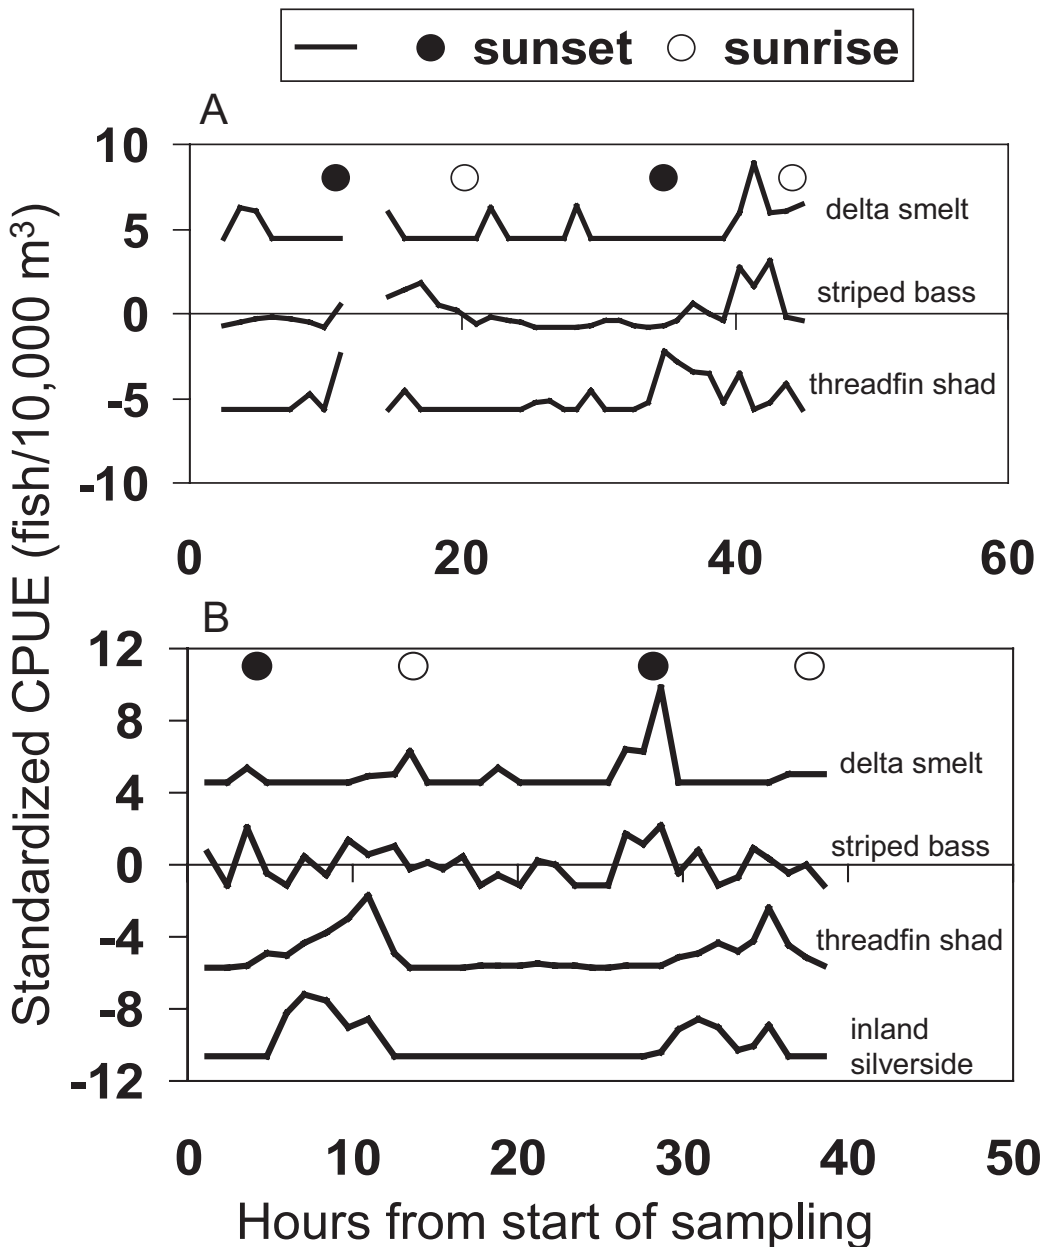 sunset sunrise
A
10
5
0
-5
-10
delta smelt
striped bass
threadfin shad
0 20 40 60
Standardized CPUE (fish/10,000 m³)
B
12
8
4
0
-4
-8
-12
delta smelt
striped bass
threadfin shad
inland
silverside
0 10 20 30 40 50
Hours from start of sampling